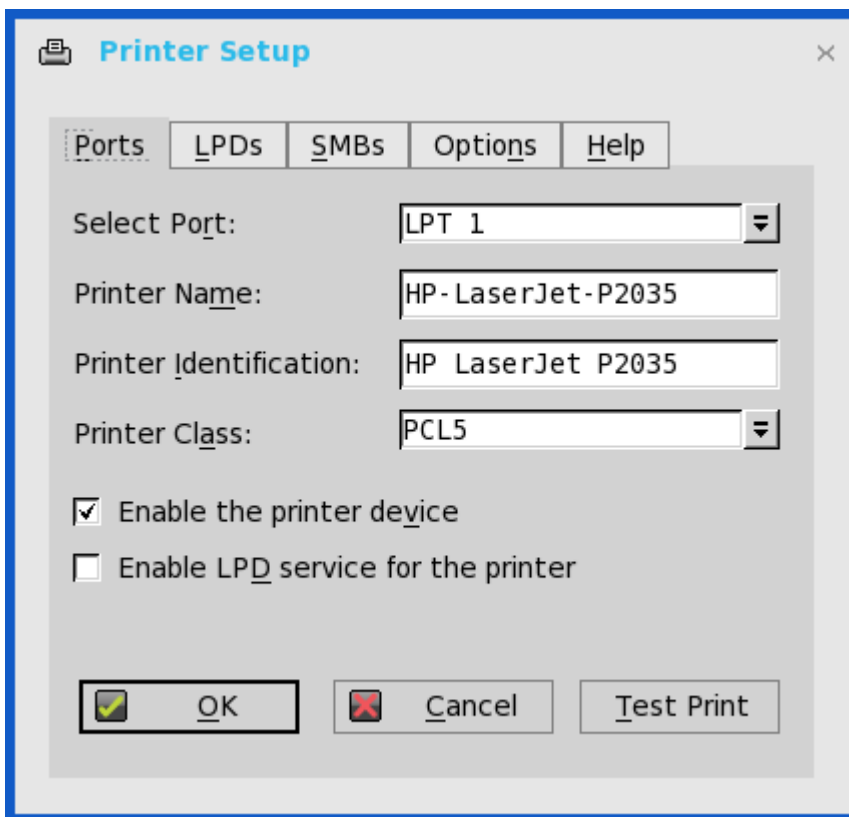 Printer Setup
Ports LPDs SMBs Options Help
Select Port: LPT 1
Printer Name: HP-LaserJet-P2035
Printer Identification: HP LaserJet P2035
Printer Class: PCL5
Enable the printer device
Enable LPD service for the printer
OK Cancel Test Print